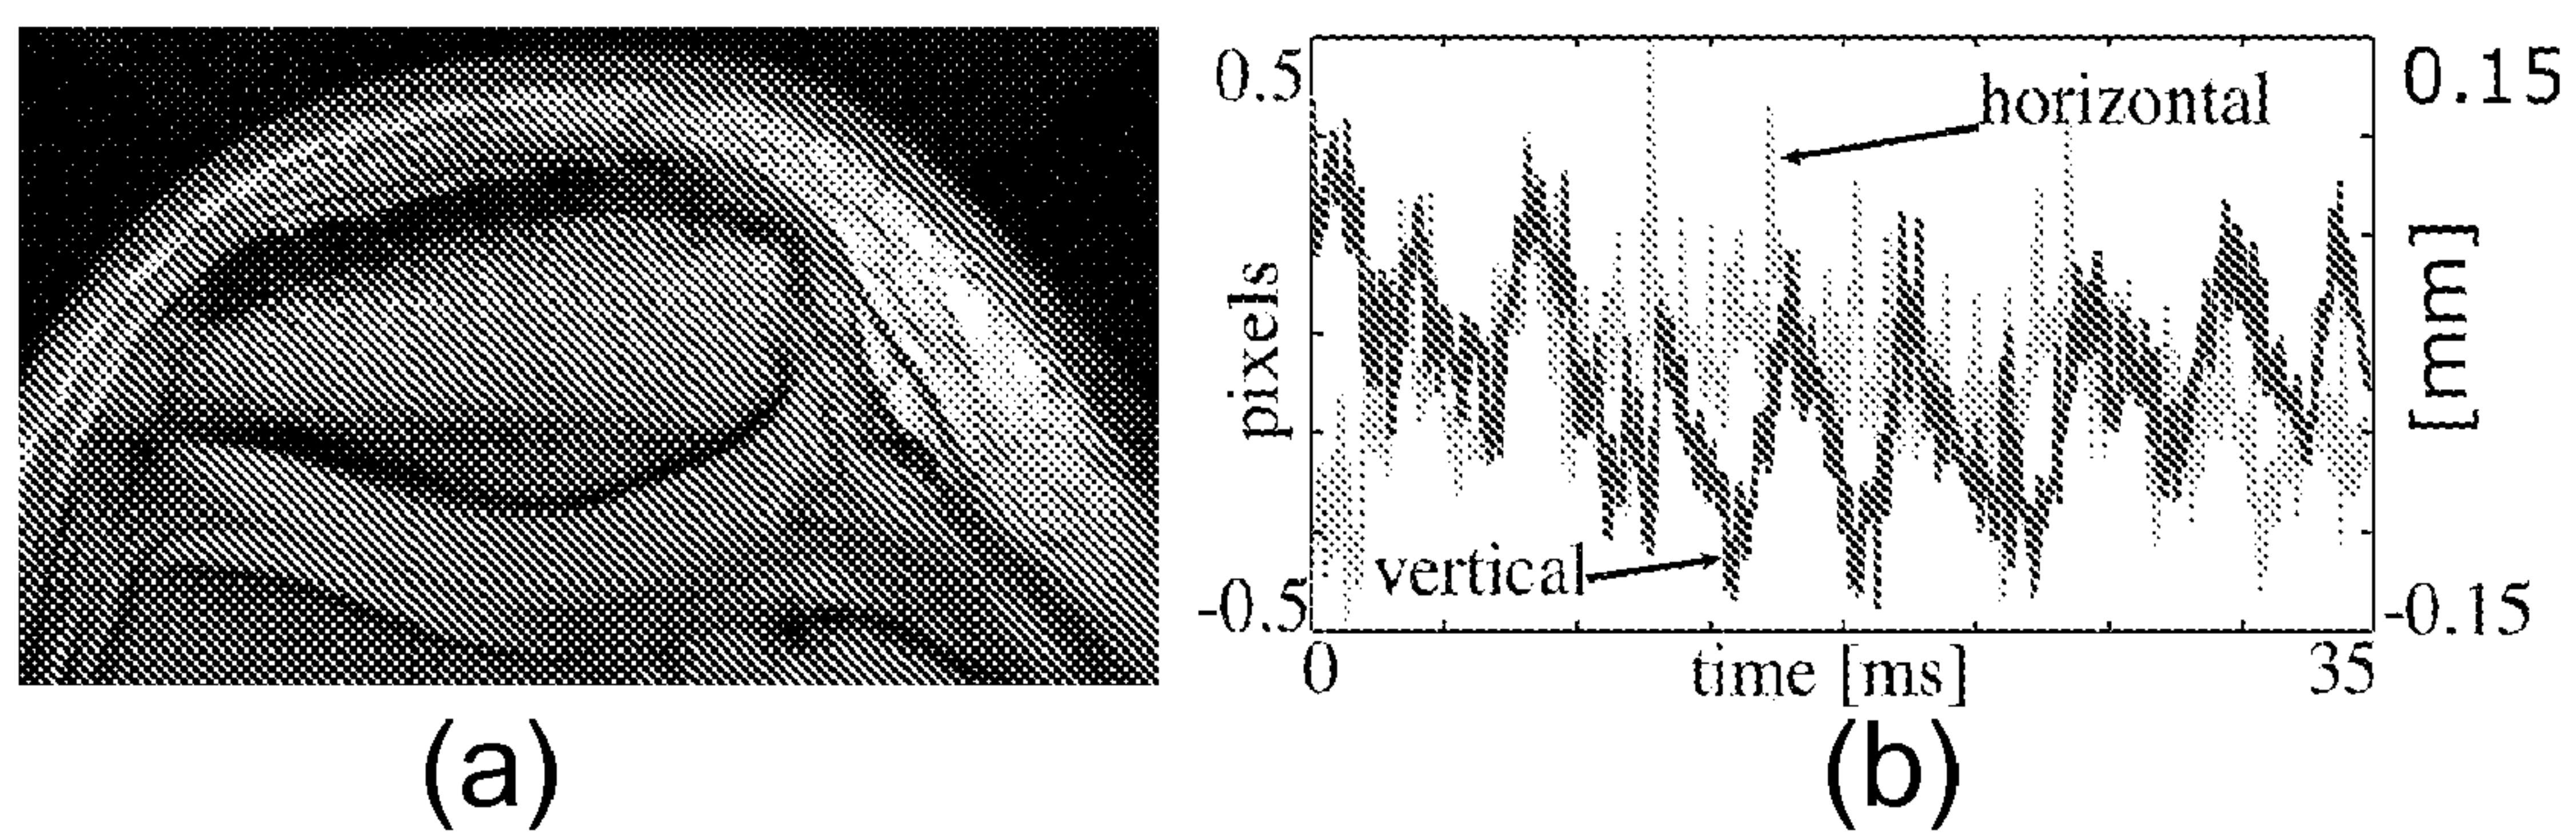 0.5
horizontal
0.15
pixels
[mm]
vertical
-0.5
-0.15
0
time [ms]
35
(a)
(b)